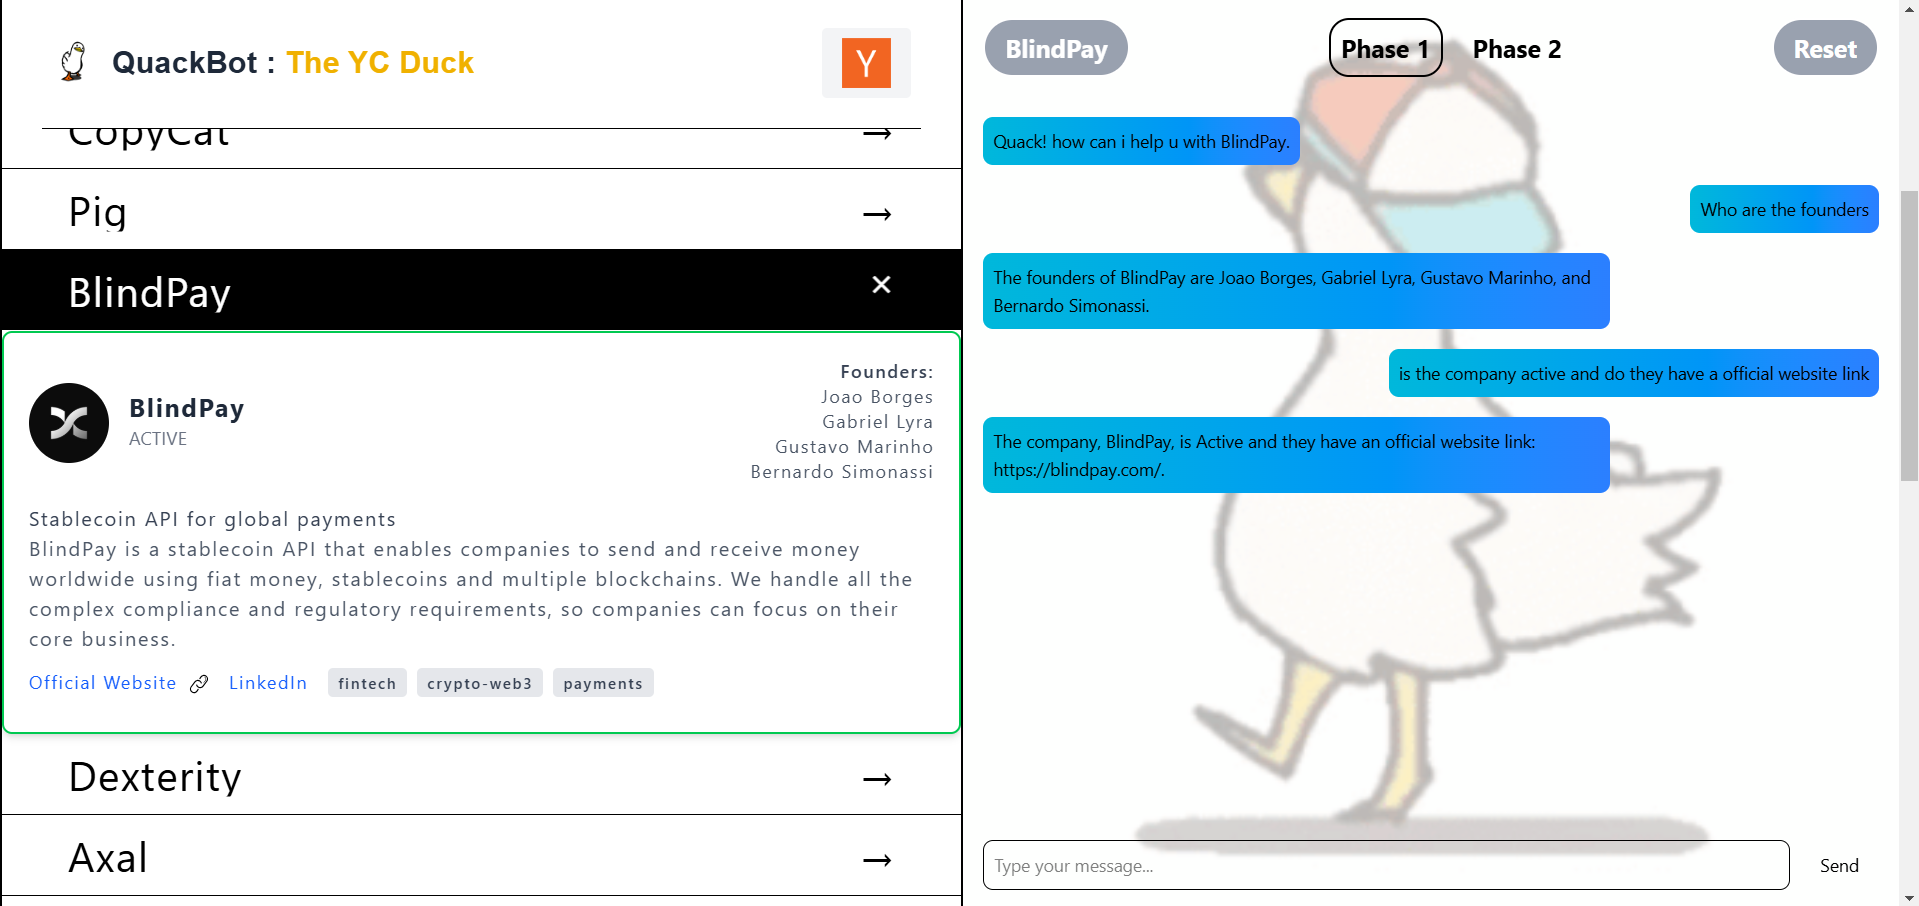 QuackBot : The YC Duck
Y
CopyCat
Pig
BlindPay
BlindPay
ACTIVE
Founders:
Joao Borges
Gabriel Lyra
Gustavo Marinho
Bernardo Simonassi
Stablecoin API for global payments
BlindPay is a stablecoin API that enables companies to send and receive money
worldwide using fiat money, stablecoins and multiple blockchains. We handle all the
complex compliance and regulatory requirements, so companies can focus on their
core business.
Official Website LinkedIn fintech crypto-web3 payments
Dexterity
Axal
BlindPay Phase 1 Phase 2 Reset
Quack! how can i help u with BlindPay.
Who are the founders
The founders of BlindPay are Joao Borges, Gabriel Lyra, Gustavo Marinho, and
Bernardo Simonassi.
is the company active and do they have a official website link
The company, BlindPay, is Active and they have an official website link:
https://blindpay.com/.
Type your message...
Send